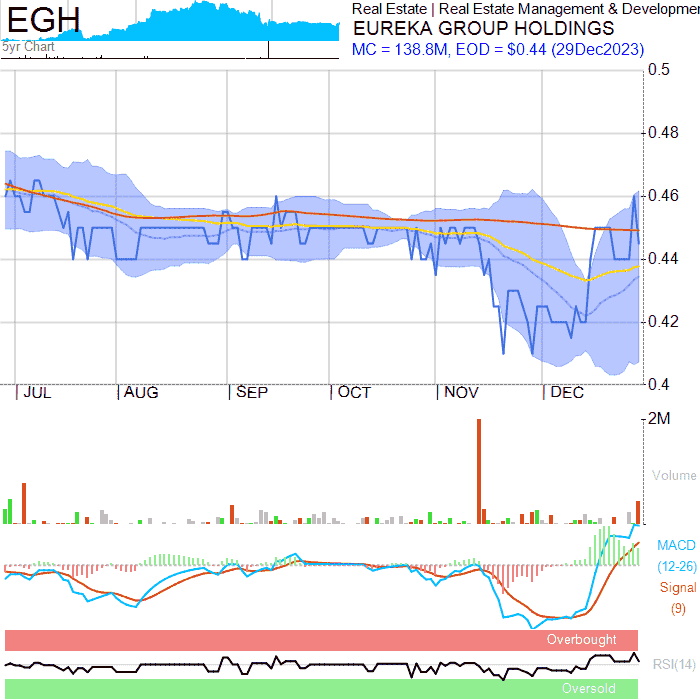 EGH
Real Estate | Real Estate Management & Developmen
EUREKA GROUP HOLDINGS
5yr Chart
MC = 138.8M, EOD = $0.44 (29Dec2023)
0.5
0.48
0.46
0.44
0.42
0.4
| JUL | AUG | SEP | OCT | NOV | DEC
2M
Volume
MACD
(12-26)
Signal
(9)
Overbought
RSI(14)
Oversold